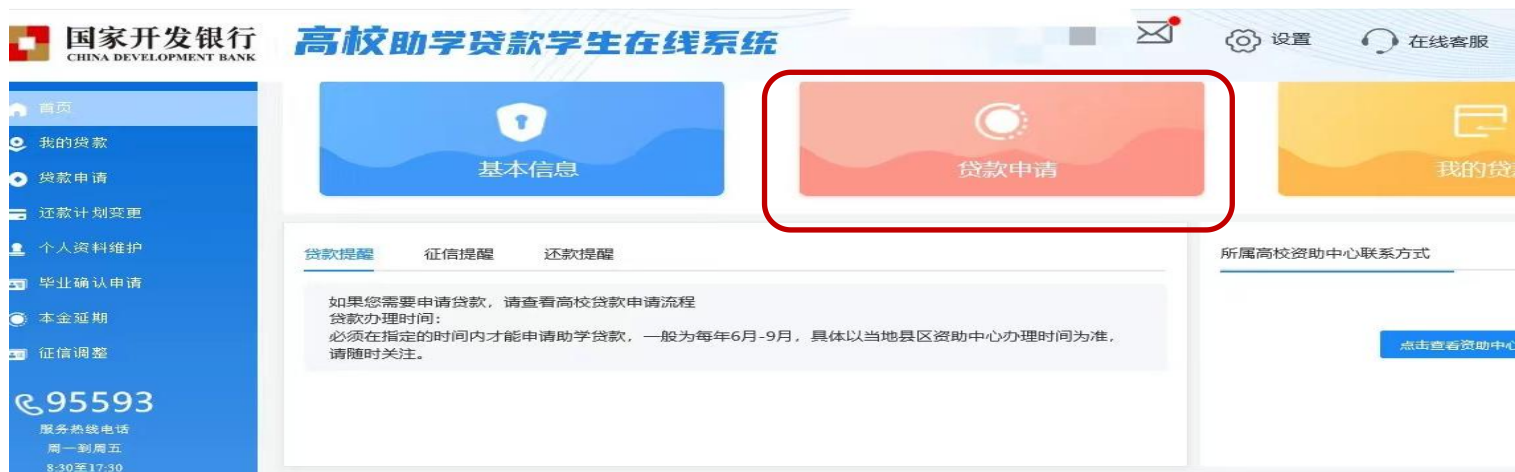 国家开发银行
CHINA DEVELOPMENT BANK
高校助学贷款学生在线系统
设置
在线客服
首页
我的贷款
贷款申请
还款计划变更
个人资料维护
毕业确认申请
本金延期
征信调整
95593
服务热线电话
周一到周五
8:30至17:30
基本信息
贷款申请
我的贷
贷款提醒 征信提醒 还款提醒
如果您需要申请贷款，请查看高校贷款申请流程
贷款办理时间：
必须在指定的时间内才能申请助学贷款，一般为每年6月-9月，具体以当地县区资助中心办理时间为准，
请随时关注。
所属高校资助中心联系方式
点击查看资助中心